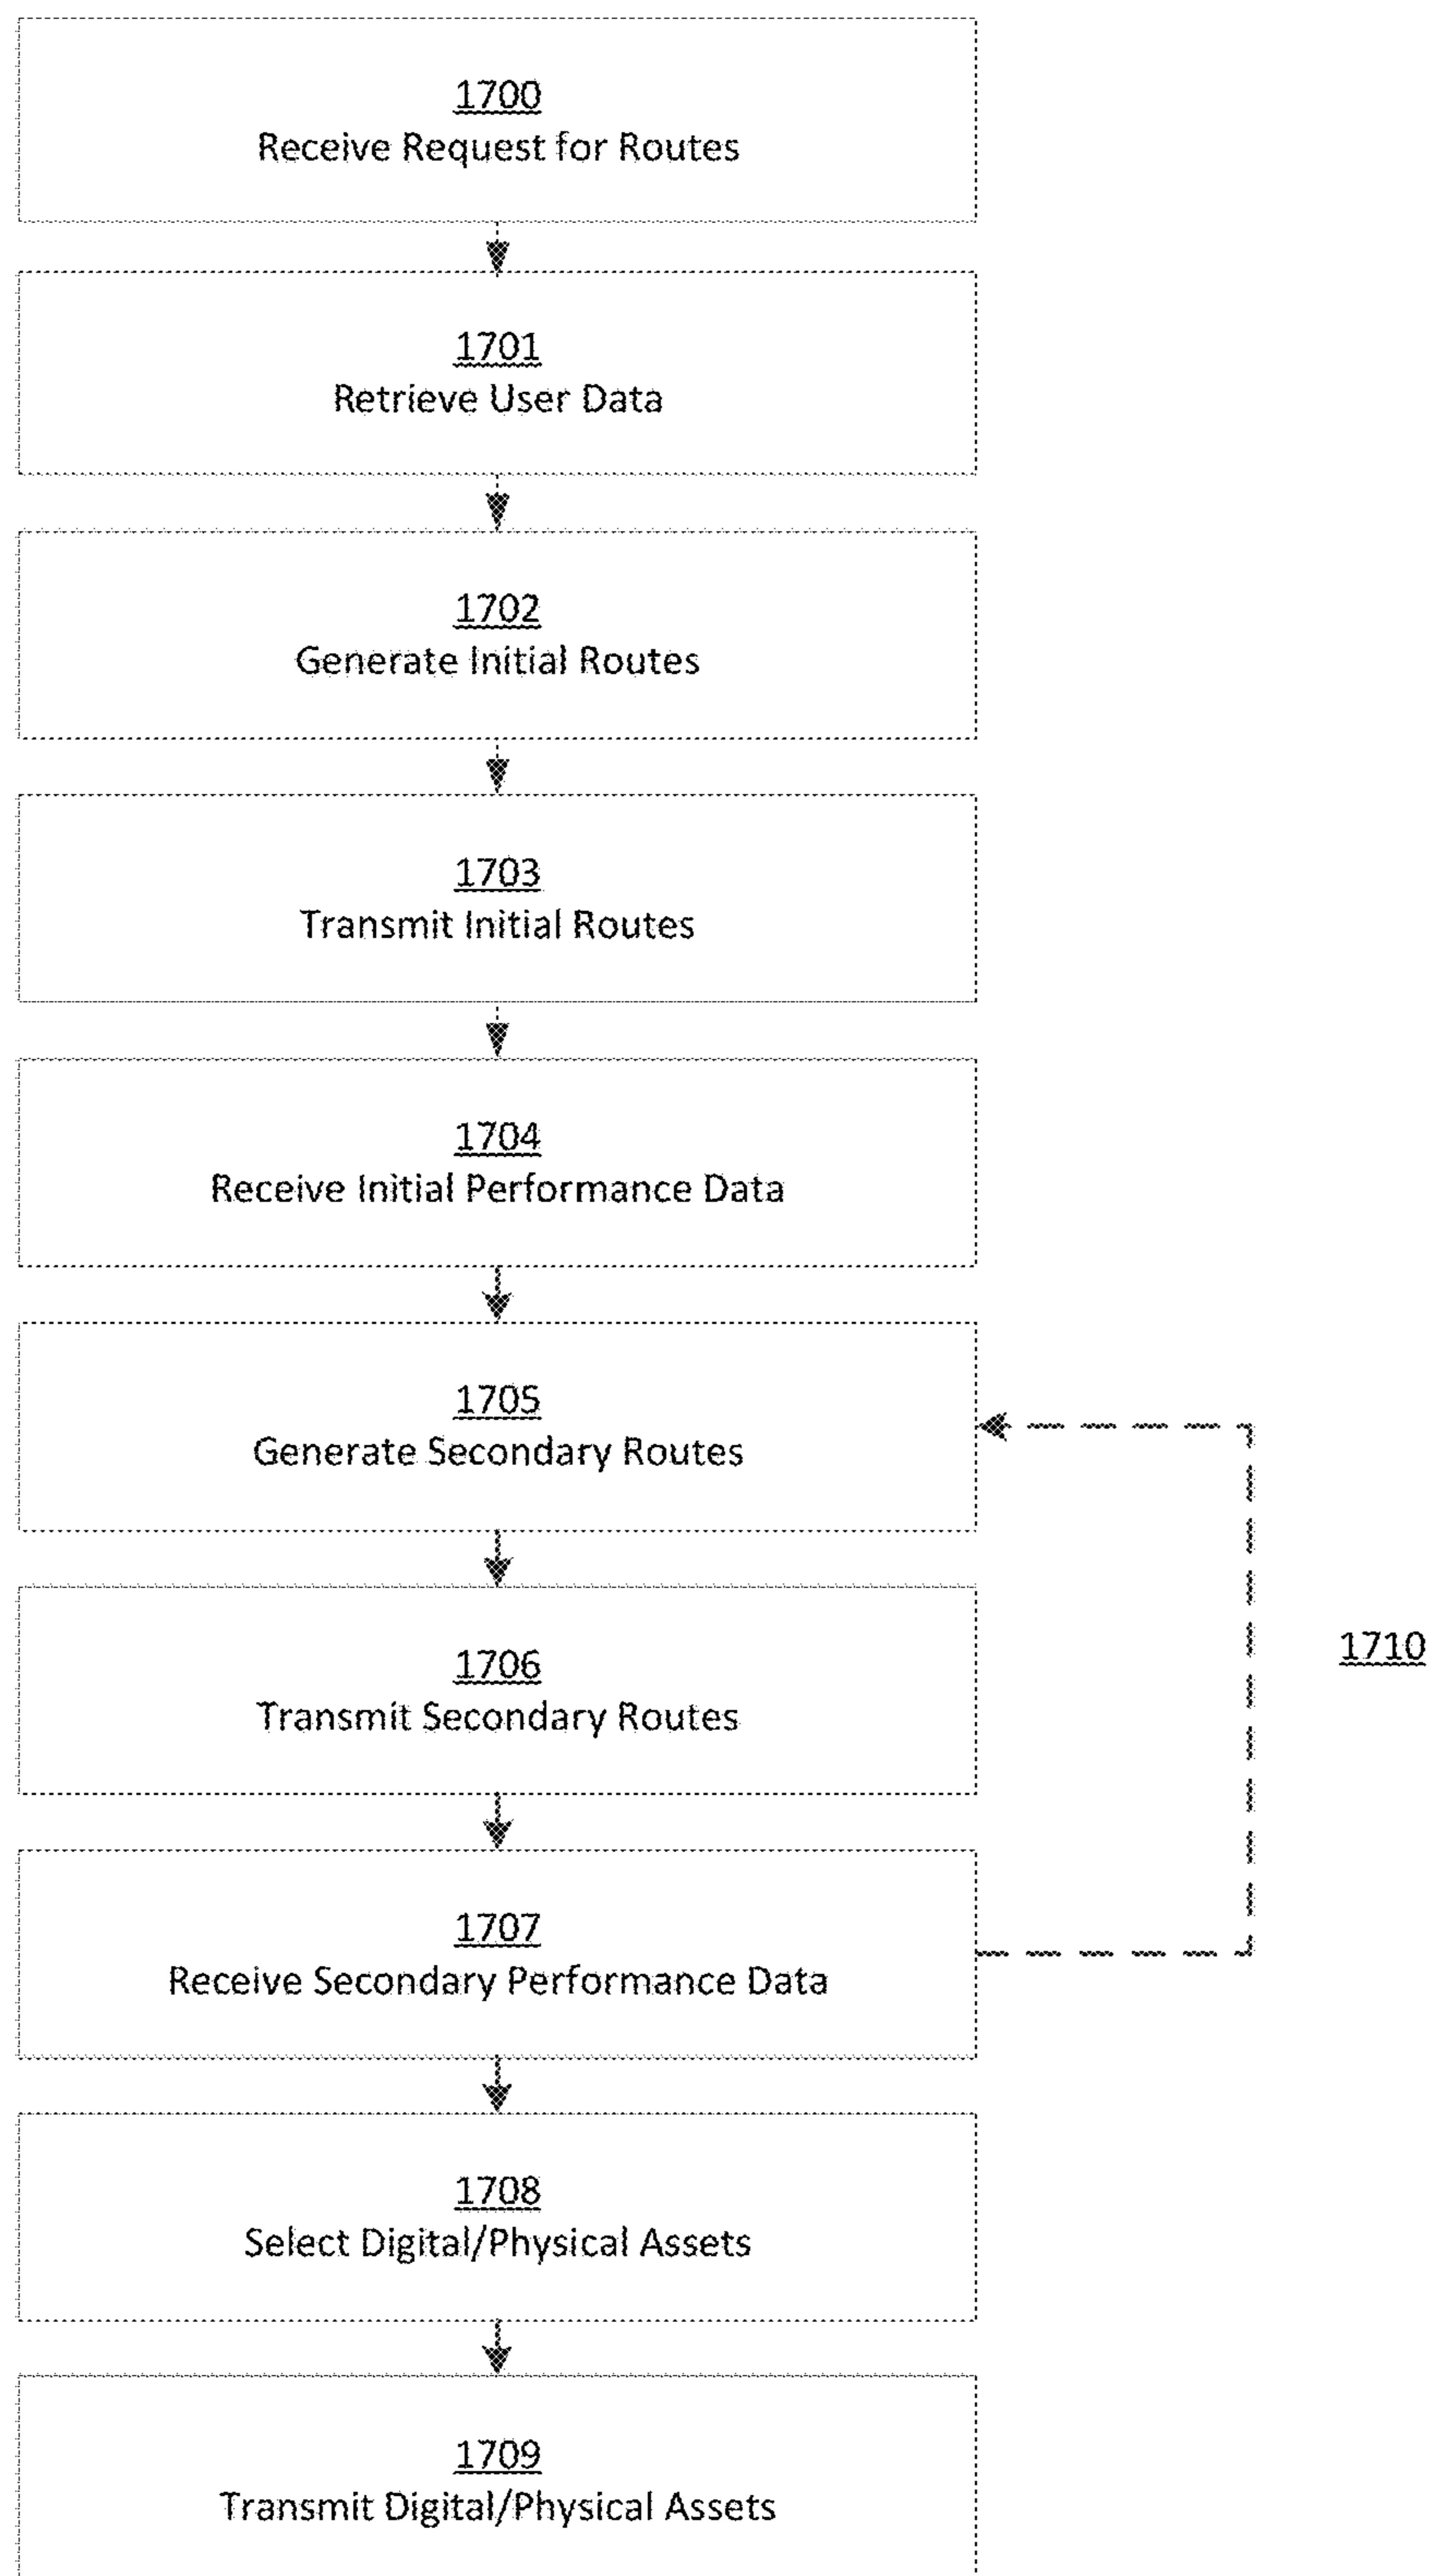 1700
Receive Request for Routes
1701
Retrieve User Data
1702
Generate Initial Routes
1703
Transmit Initial Routes
1704
Receive Initial Performance Data
1705
Generate Secondary Routes
1706
Transmit Secondary Routes
1710
1707
Receive Secondary Performance Data
1708
Select Digital/Physical Assets
1709
Transmit Digital/Physical Assets